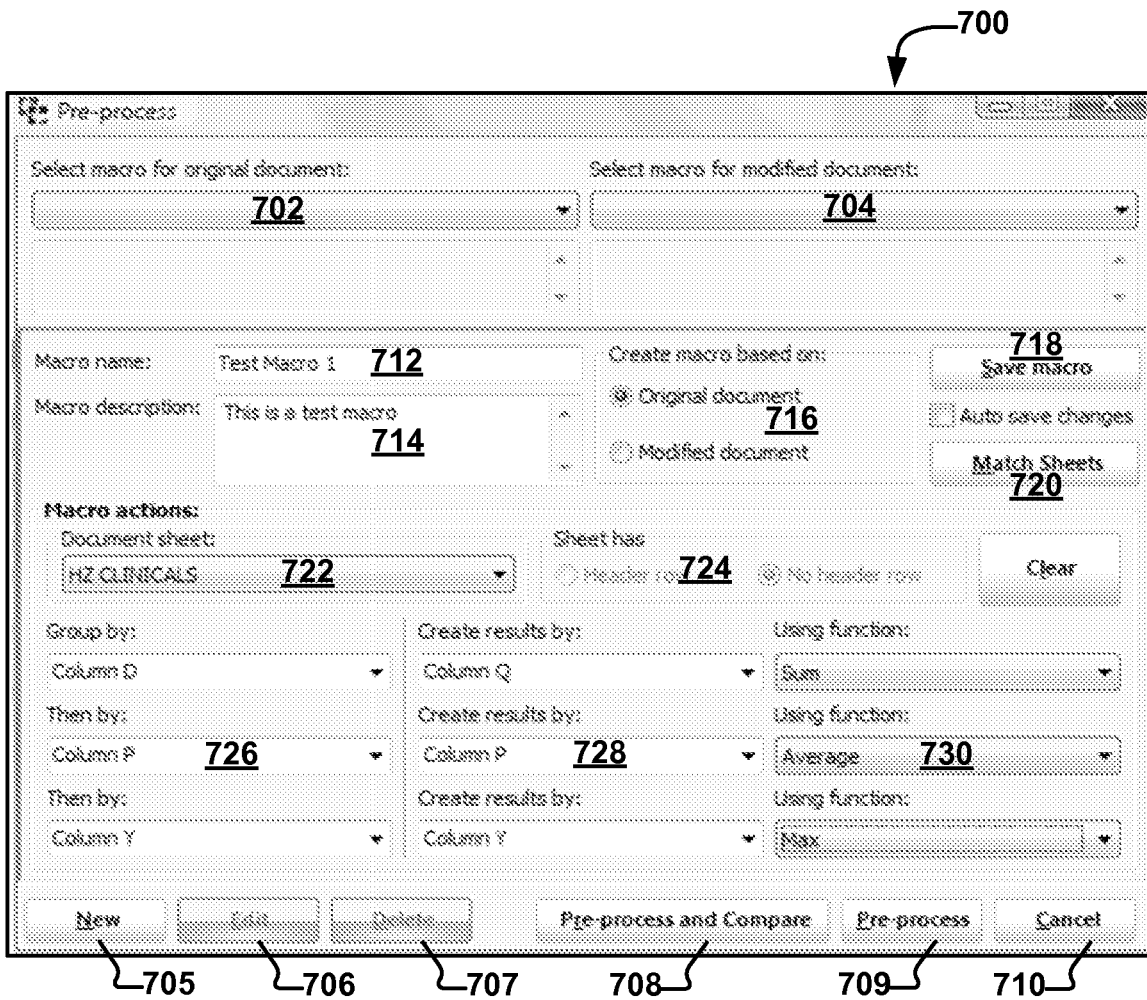 700
Pre-process
Select macro for original document: Select macro for modified document:
702 704
Macro name: Test Macro 1 712 Create macro based on: 718 Save macro
Original document
Macro description: This is a test macro 714 716 Auto save changes
Modified document Match Sheets
720
Macro actions:
Document sheet: Sheet has
HZ CLINICALS 722 Header row 724 No header row Clear
Group by: Create results by: Using function:
Column D Column Q Sum
Then by: Create results by: Using function:
Column P 726 Column P 728 Average 730
Then by: Create results by: Using function:
Column Y Column Y Max
New Edit Delete Pre-process and Compare Pre-process Cancel
705 706 707 708 709 710